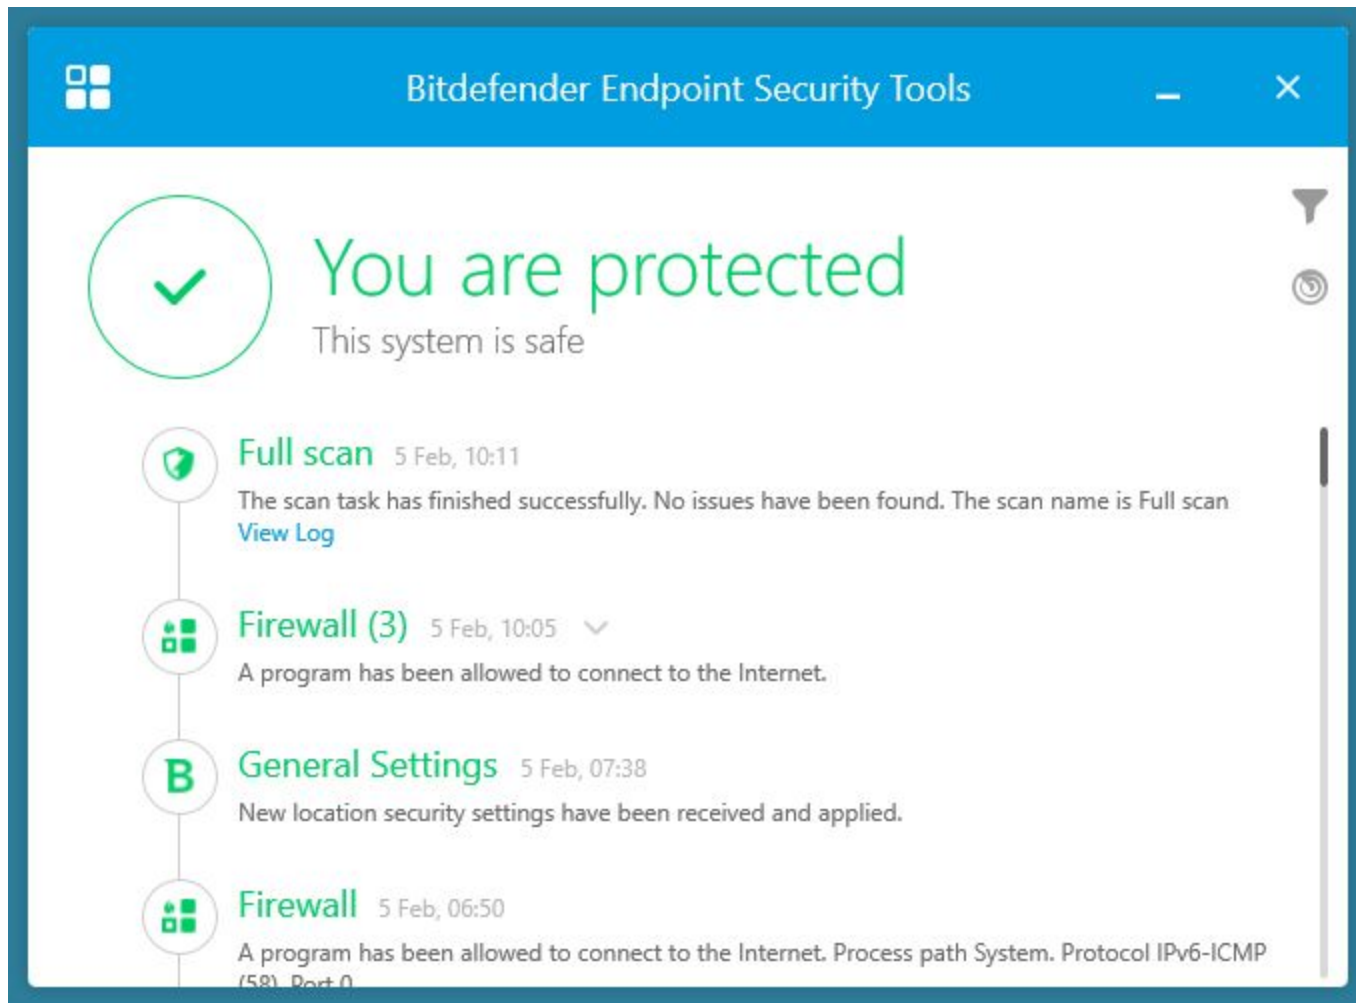 Bitdefender Endpoint Security Tools
You are protected
This system is safe
Full scan 5 Feb, 10:11
The scan task has finished successfully. No issues have been found. The scan name is Full scan
View Log
Firewall (3) 5 Feb, 10:05
A program has been allowed to connect to the Internet.
B
General Settings 5 Feb, 07:38
New location security settings have been received and applied.
Firewall 5 Feb, 06:50
A program has been allowed to connect to the Internet. Process path System. Protocol IPv6-ICMP
(58). Port 0